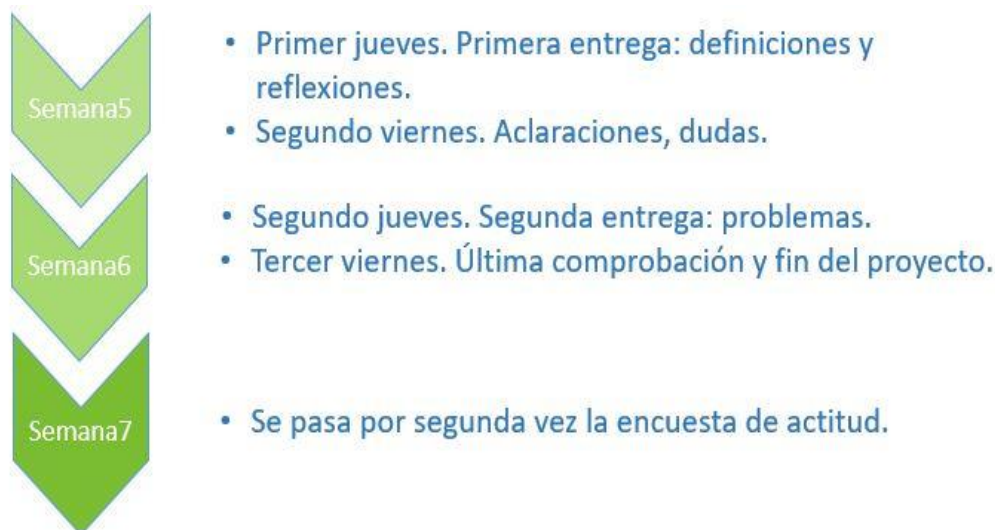 Semana5
• Primer jueves. Primera entrega: definiciones y
reflexiones.
• Segundo viernes. Aclaraciones, dudas.
Semana6
• Segundo jueves. Segunda entrega: problemas.
• Tercer viernes. Última comprobación y fin del proyecto.
Semana7
• Se pasa por segunda vez la encuesta de actitud.